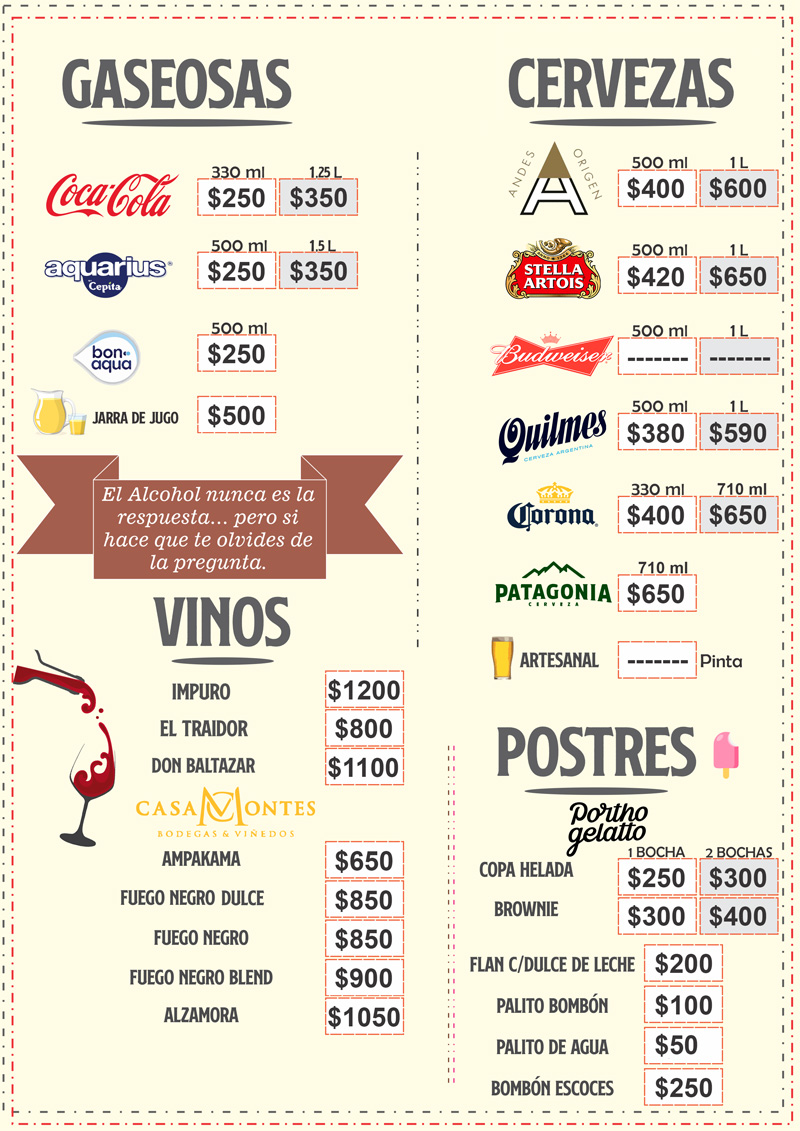 GASEOSAS
330 ml 1.25 L
Coca-Cola $250 $350
500 ml 1.5 L
aquarius® $250 $350
Cepita
500 ml
bon aqua $250
JARRA DE JUGO $500
El Alcohol nunca es la
respuesta... pero si
hace que te olvides de
la pregunta.
VINOS
IMPURO $1200
EL TRAIDOR $800
DON BALTAZAR $1100
CASA MONTES
BODEGAS & VIÑEDOS
AMPAKAMA $650
FUEGO NEGRO DULCE $850
FUEGO NEGRO $850
FUEGO NEGRO BLEND $900
ALZAMORA $1050
CERVEZAS
500 ml 1 L
ANDES ORIGEN A $400 $600
500 ml 1 L
STELLA ARTOIS $420 $650
500 ml 1 L
Budweiser ------- -------
500 ml 1 L
Quilmes $380 $590
CERVEZA ARGENTINA
330 ml 710 ml
Corona® $400 $650
710 ml
PATAGONIA $650
CERVEZA
ARTESANAL ------- Pinta
POSTRES
Portho
gelatto
1 BOCHA 2 BOCHAS
COPA HELADA $250 $300
BROWNIE $300 $400
FLAN C/DULCE DE LECHE $200
PALITO BOMBÓN $100
PALITO DE AGUA $50
BOMBÓN ESCOCES $250